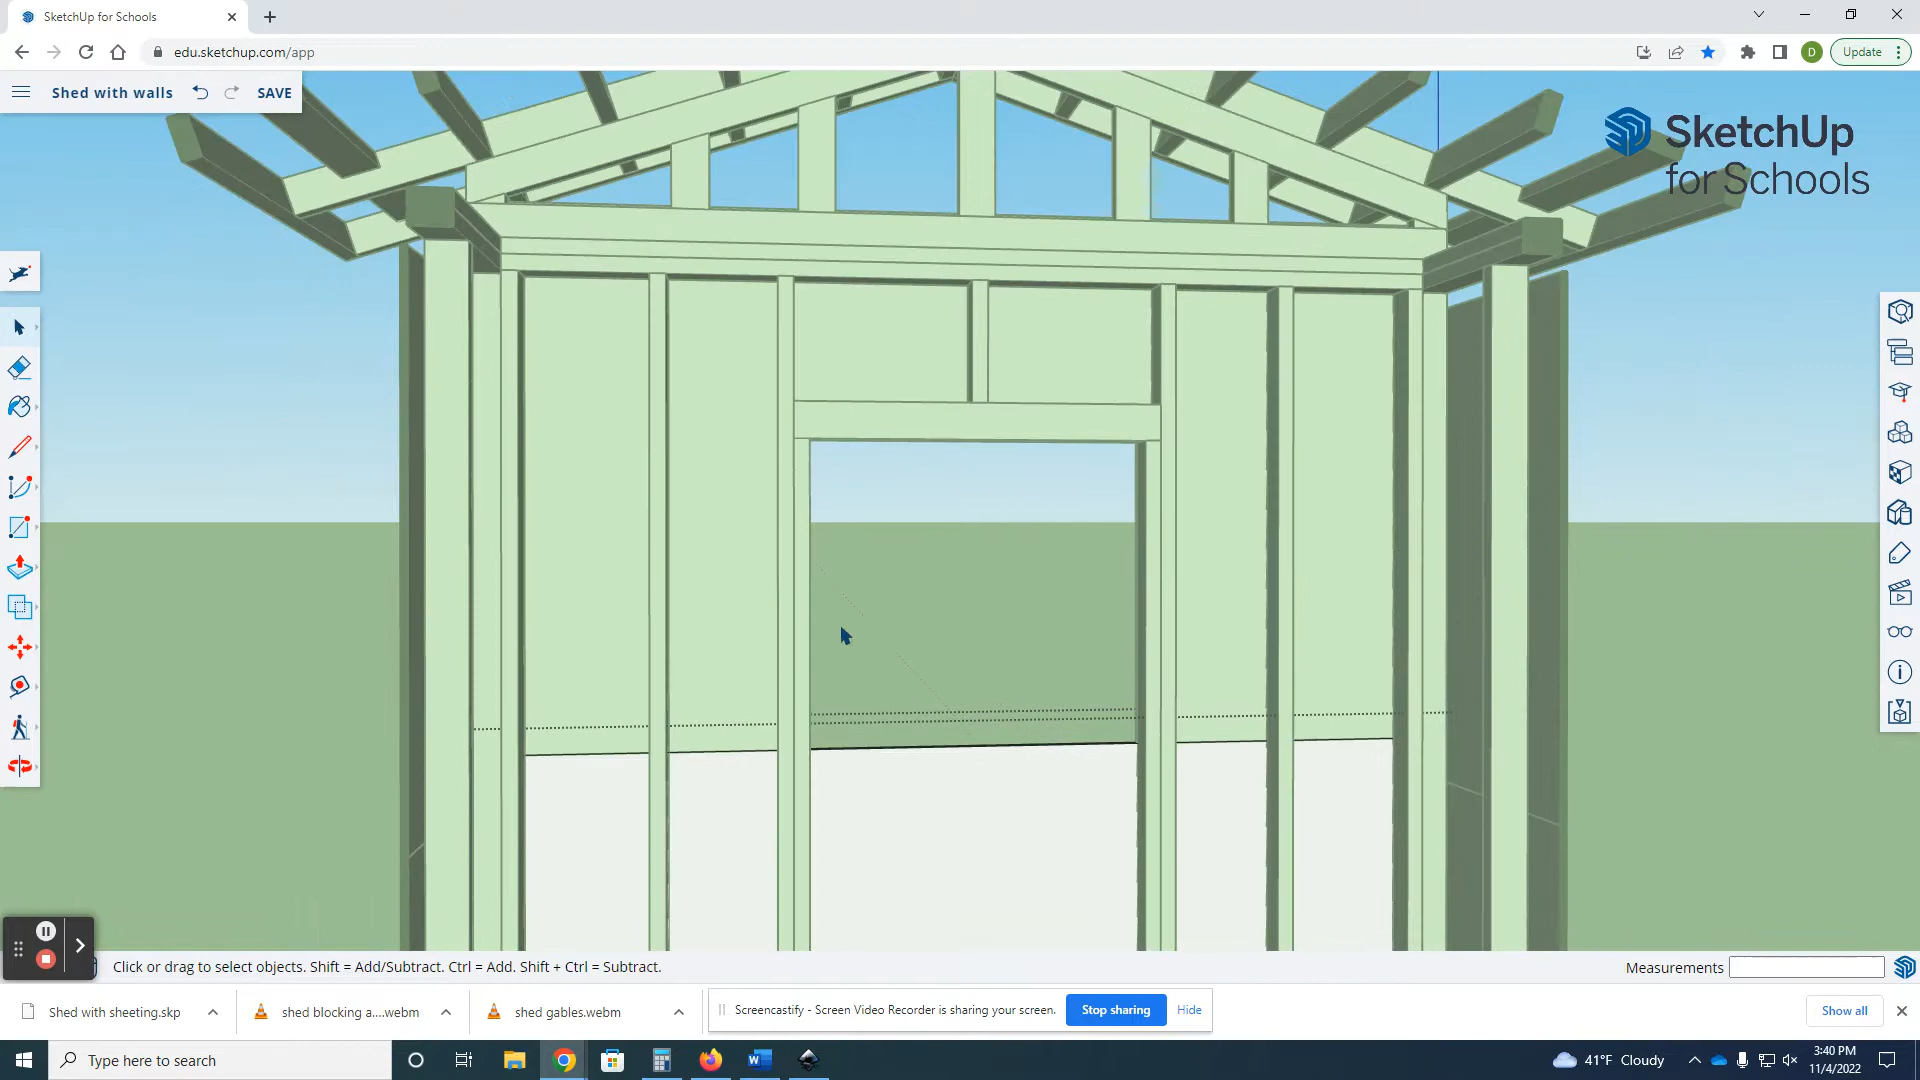 SketchUp for Schools
edu.sketchup.com/app
D
Update
Shed with walls
SAVE
SketchUp
for Schools
Click or drag to select objects. Shift = Add/Subtract. Ctrl = Add. Shift + Ctrl = Subtract.
Measurements
Shed with sheeting.skp
shed blocking a....webm
shed gables.webm
Screencastify - Screen Video Recorder is sharing your screen.
Stop sharing
Hide
Show all
Type here to search
W
41°F Cloudy
3:40 PM
11/4/2022